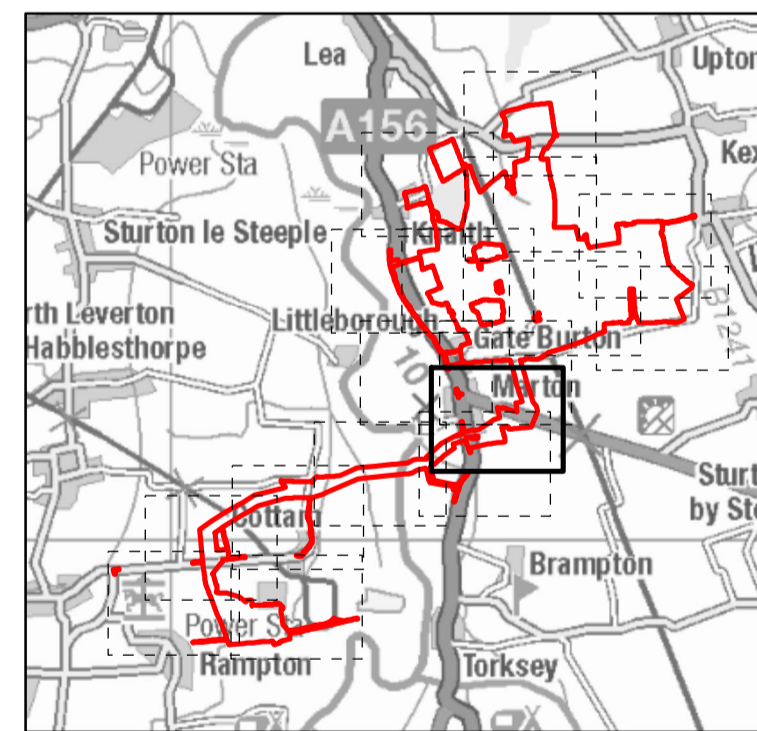 Lea
Upton
A156
Kex
Power Sta
Knaith
Sturton le Steeple
rth Leverton
Littleborough
B1241
Habblesthorpe
Gate Burton
Marton
Sturt
by Sto
Cottam
Brampton
Power Sta
Rampton
Torksey